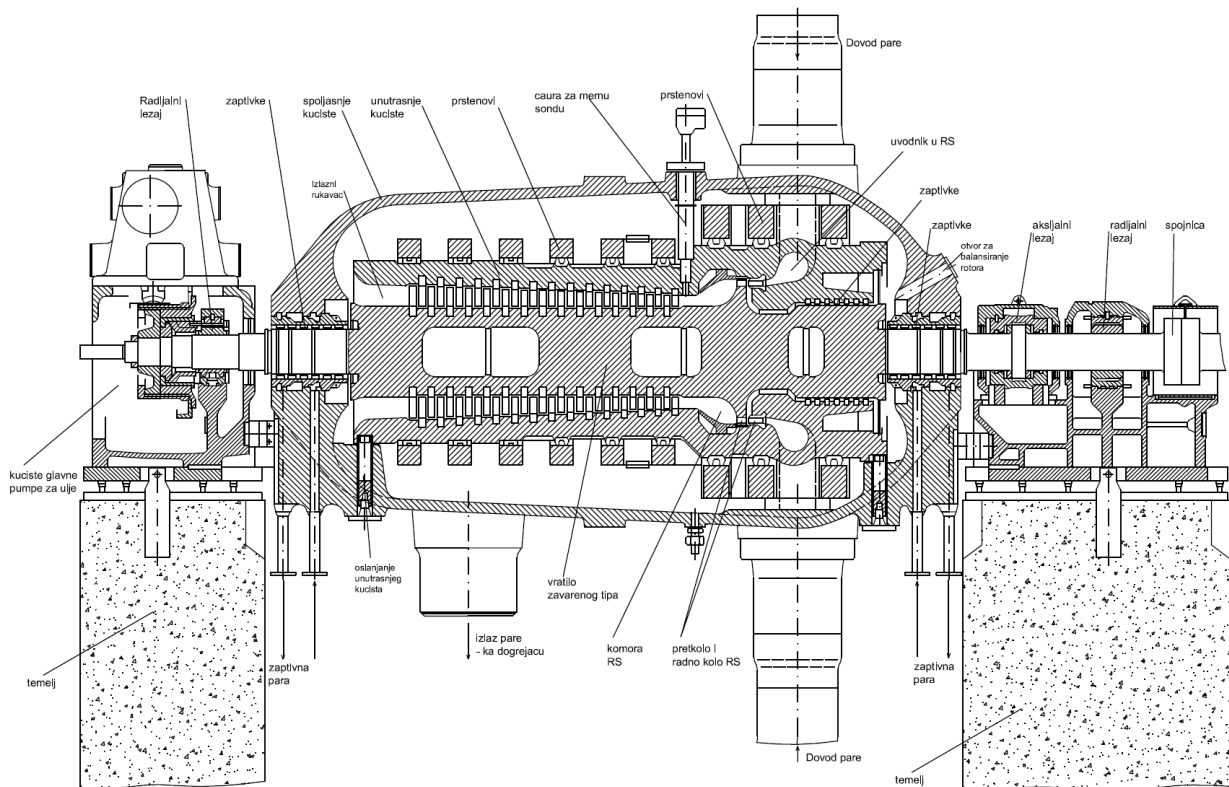 Dovod pare
Radijalni
lezaj
zaptivke
spoljasnje
kuciste
unutrasnje
kuciste
prstenovi
caura za mernu
sondu
prstenovi
uvodnik u RS
Izlazni
rukavac
zaptivke
zaptivke
aksijalni
lezaj
radijalni
lezaj
spojnica
otvor za
balansiranje
rotora
kuciste glavne
pumpe za ulje
oslanjanje
unutrasnjeg
kucista
vratilo
zavarenog tipa
izlaz pare
- ka dogrejacu
komora
RS
pretkolo I
radno kolo RS
zaptivna
para
zaptivna
para
temelj
Dovod pare
temelj